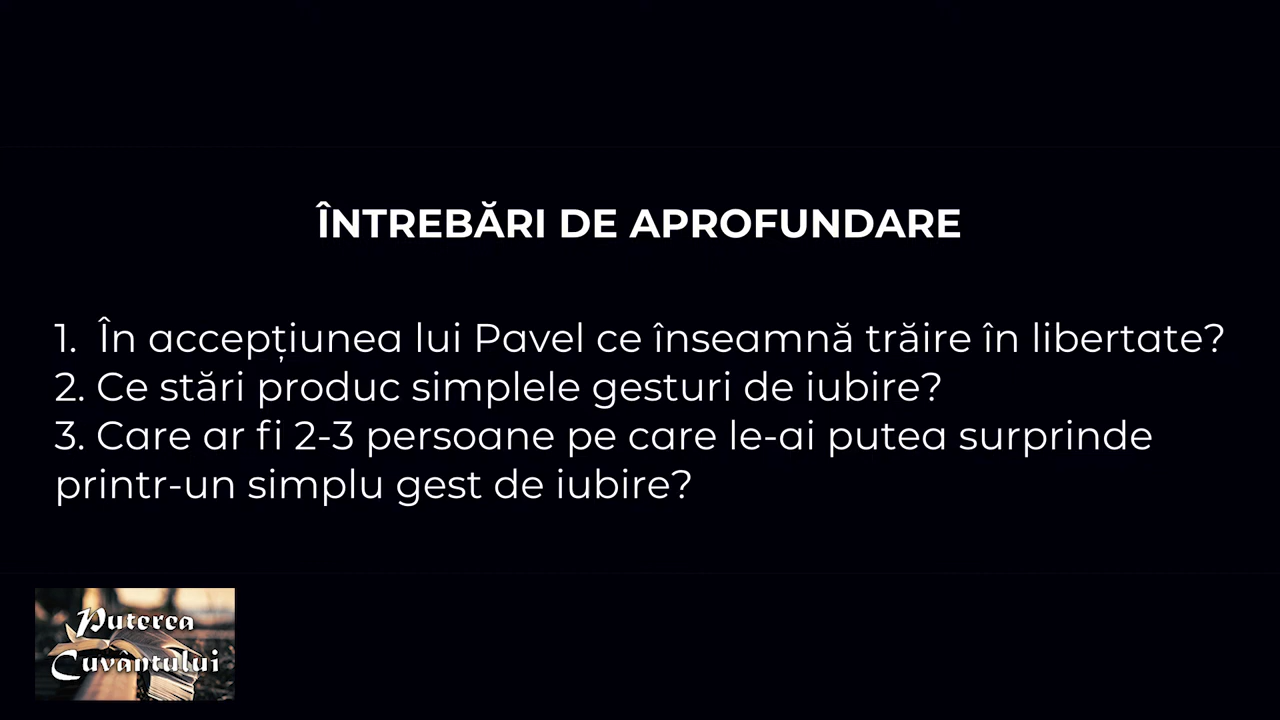 ÎNTREBĂRI DE APROFUNDARE
1. În accepțiunea lui Pavel ce înseamnă trăire în libertate?
2. Ce stări produc simplele gesturi de iubire?
3. Care ar fi 2-3 persoane pe care le-ai putea surprinde
printr-un simplu gest de iubire?
Puterea
Cuvântului